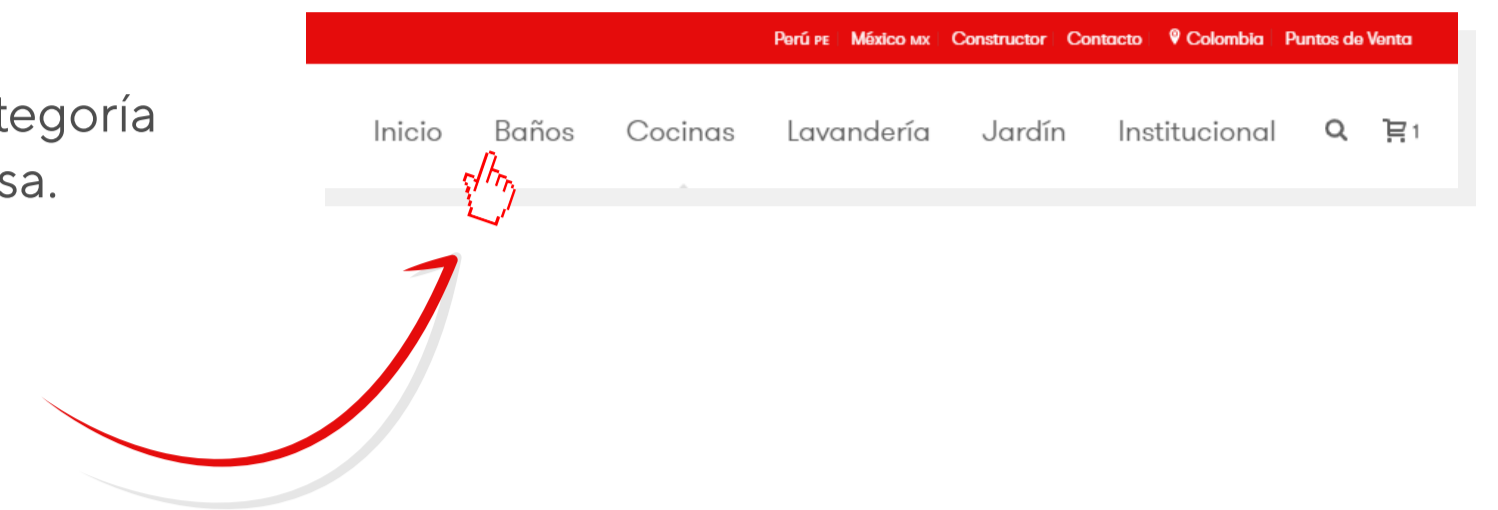 Perú PE México MX Constructor Contacto Colombia Puntos de Venta
tegoría
sa.
Inicio Baños Cocinas Lavandería Jardín Institucional 1